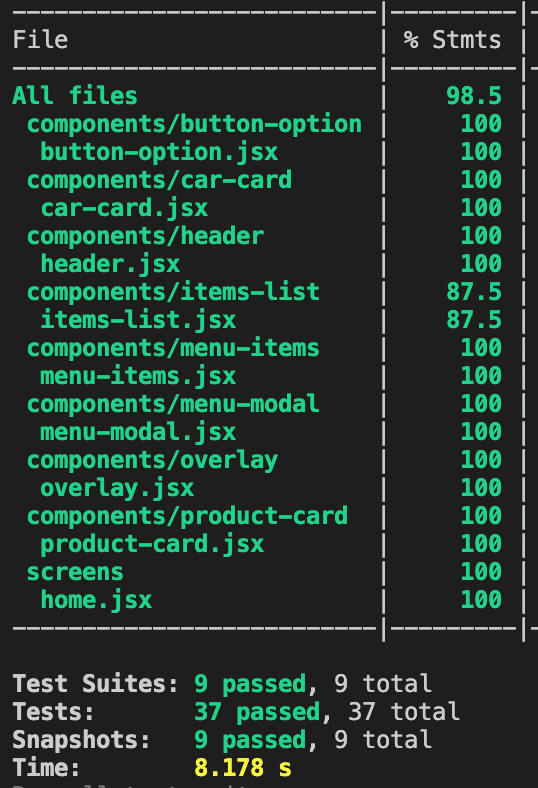 File | % Stmts |
All files | 98.5 |
components/button-option | 100 |
button-option.jsx | 100 |
components/car-card | 100 |
car-card.jsx | 100 |
components/header | 100 |
header.jsx | 100 |
components/items-list | 87.5 |
items-list.jsx | 87.5 |
components/menu-items | 100 |
menu-items.jsx | 100 |
components/menu-modal | 100 |
menu-modal.jsx | 100 |
components/overlay | 100 |
overlay.jsx | 100 |
components/product-card | 100 |
product-card.jsx | 100 |
screens | 100 |
home.jsx | 100 |
Test Suites: 9 passed, 9 total
Tests: 37 passed, 37 total
Snapshots: 9 passed, 9 total
Time: 8.178 s